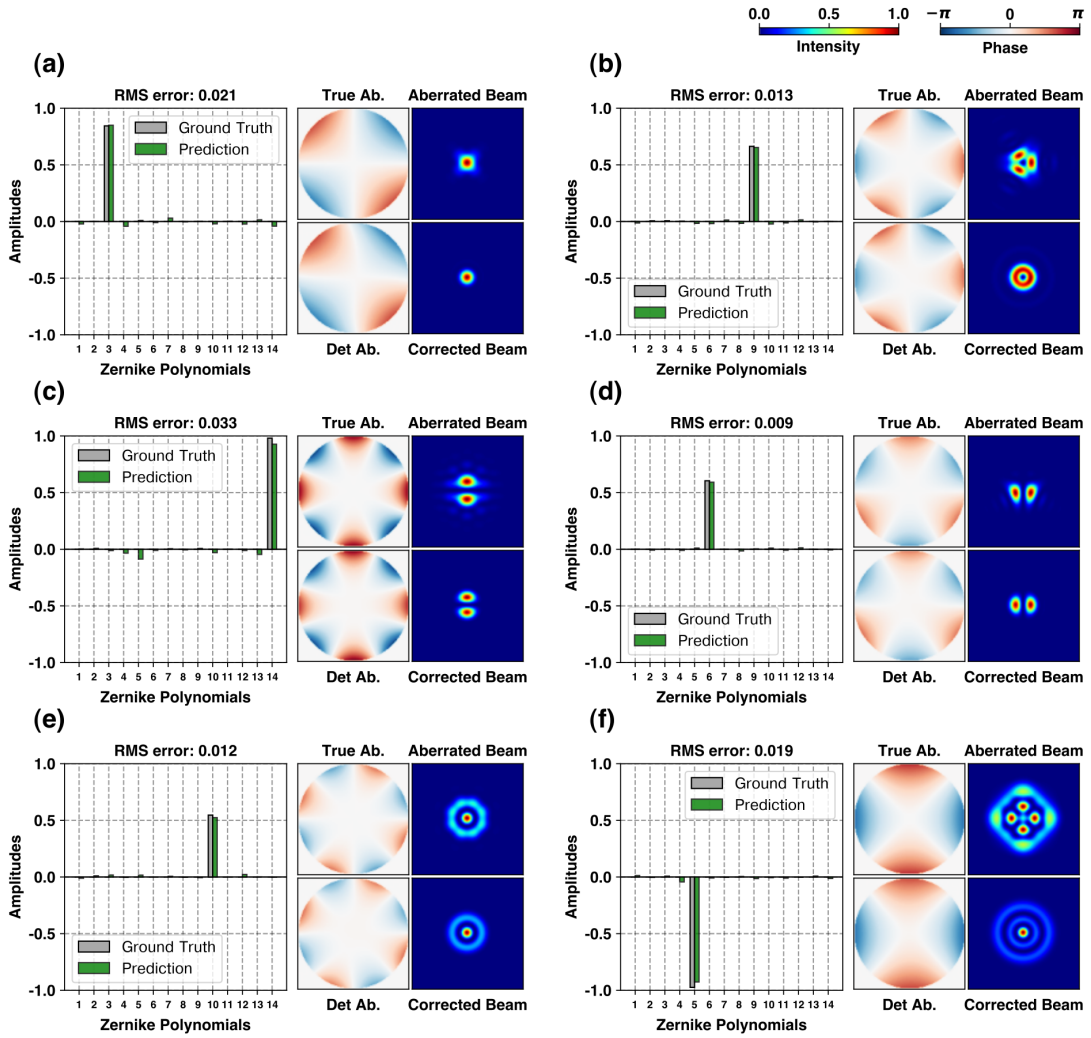 0.0 0.5 1.0
Intensity
−π 0 π
Phase
(a)
RMS error: 0.021
True Ab. Aberrated Beam
Ground Truth
Prediction
1.0
0.5
0.0
-0.5
-1.0
Amplitudes
1 2 3 4 5 6 7 8 9 10 11 12 13 14
Zernike Polynomials
Det Ab. Corrected Beam
(b)
RMS error: 0.013
True Ab. Aberrated Beam
1.0
0.5
0.0
-0.5
-1.0
Amplitudes
Ground Truth
Prediction
1 2 3 4 5 6 7 8 9 10 11 12 13 14
Zernike Polynomials
Det Ab. Corrected Beam
(c)
RMS error: 0.033
True Ab. Aberrated Beam
Ground Truth
Prediction
1.0
0.5
0.0
-0.5
-1.0
Amplitudes
1 2 3 4 5 6 7 8 9 10 11 12 13 14
Zernike Polynomials
Det Ab. Corrected Beam
(d)
RMS error: 0.009
True Ab. Aberrated Beam
1.0
0.5
0.0
-0.5
-1.0
Amplitudes
Ground Truth
Prediction
1 2 3 4 5 6 7 8 9 10 11 12 13 14
Zernike Polynomials
Det Ab. Corrected Beam
(e)
RMS error: 0.012
True Ab. Aberrated Beam
1.0
0.5
0.0
-0.5
-1.0
Amplitudes
Ground Truth
Prediction
1 2 3 4 5 6 7 8 9 10 11 12 13 14
Zernike Polynomials
Det Ab. Corrected Beam
(f)
RMS error: 0.019
True Ab. Aberrated Beam
Ground Truth
Prediction
1.0
0.5
0.0
-0.5
-1.0
Amplitudes
1 2 3 4 5 6 7 8 9 10 11 12 13 14
Zernike Polynomials
Det Ab. Corrected Beam